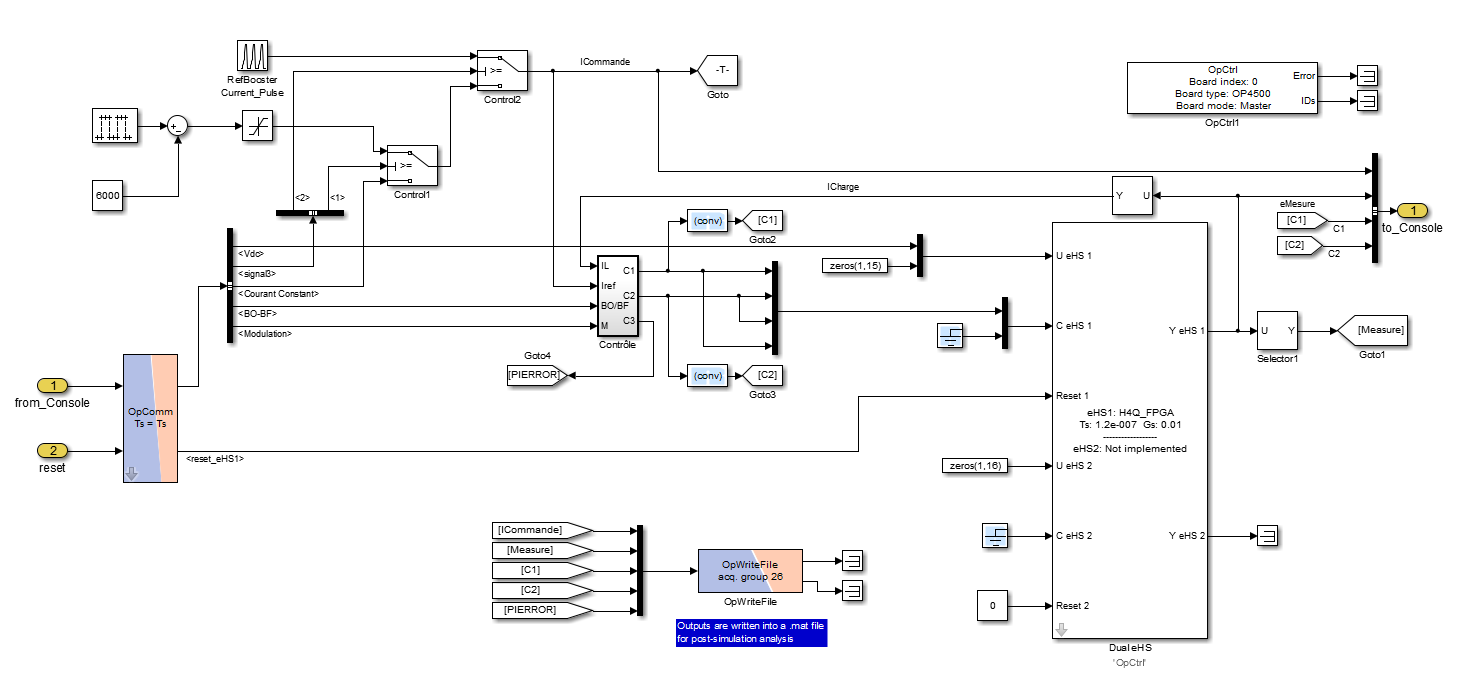 RefBooster
Current_Pulse
>=
Control2
ICommande
-T-
Goto
OpCtrl
Board index: 0
Board type: OP4500
Board mode: Master
Error
IDs
OpCtrl1
+
-
6000
>=
Control1
<2>
<1>
ICharge
Y
U
eMesure
[C1]
C1
[C2]
C2
1
to_Console
(conv)
[C1]
Goto2
<Vdc>
<signaß>
<Courant Constant>
<BO-BF>
<Modulation>
zeros(1,15)
IL
Iref
BO/BF
M
C1
C2
C3
Contrôle
Goto4
[PIERROR]
(conv)
[C2]
Goto3
U eHS 1
C eHS 1
Reset 1
U eHS 2
C eHS 2
Reset 2
Y eHS 1
Y eHS 2
eHS1: H4Q_FPGA
Ts: 1.2e-007 Gs: 0.01
-------------------
eHS2: Not implemented
DualeHS
'OpCtrl'
U
Y
Selector1
[Measure]
Goto1
1
from_Console
2
reset
OpComm
Ts = Ts
<reset_eHS1>
zeros(1,16)
0
[ICommande]
[Measure]
[C1]
[C2]
[PIERROR]
OpWriteFile
acq. group 26
OpWriteFile
Outputs are written into a .mat file
for post-simulation analysis